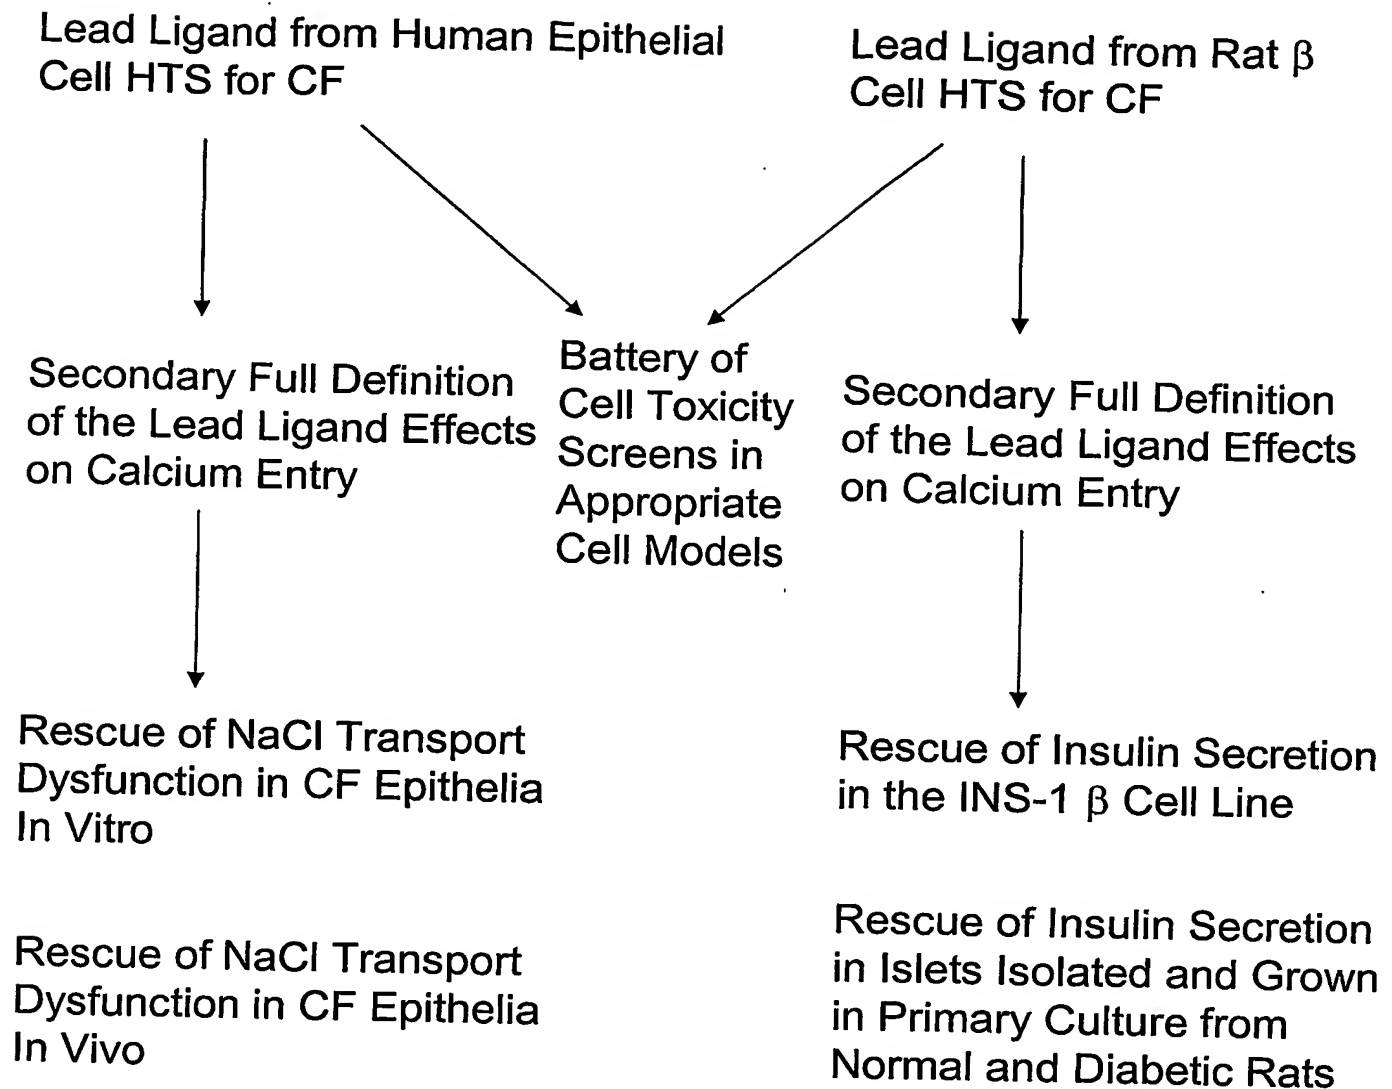 Lead Ligand from Human Epithelial
Cell HTS for CF
Lead Ligand from Rat β
Cell HTS for CF
Secondary Full Definition
of the Lead Ligand Effects
on Calcium Entry
Battery of
Cell Toxicity
Screens in
Appropriate
Cell Models
Secondary Full Definition
of the Lead Ligand Effects
on Calcium Entry
Rescue of NaCl Transport
Dysfunction in CF Epithelia
In Vitro
Rescue of Insulin Secretion
in the INS-1 β Cell Line
Rescue of NaCl Transport
Dysfunction in CF Epithelia
In Vivo
Rescue of Insulin Secretion
in Islets Isolated and Grown
in Primary Culture from
Normal and Diabetic Rats